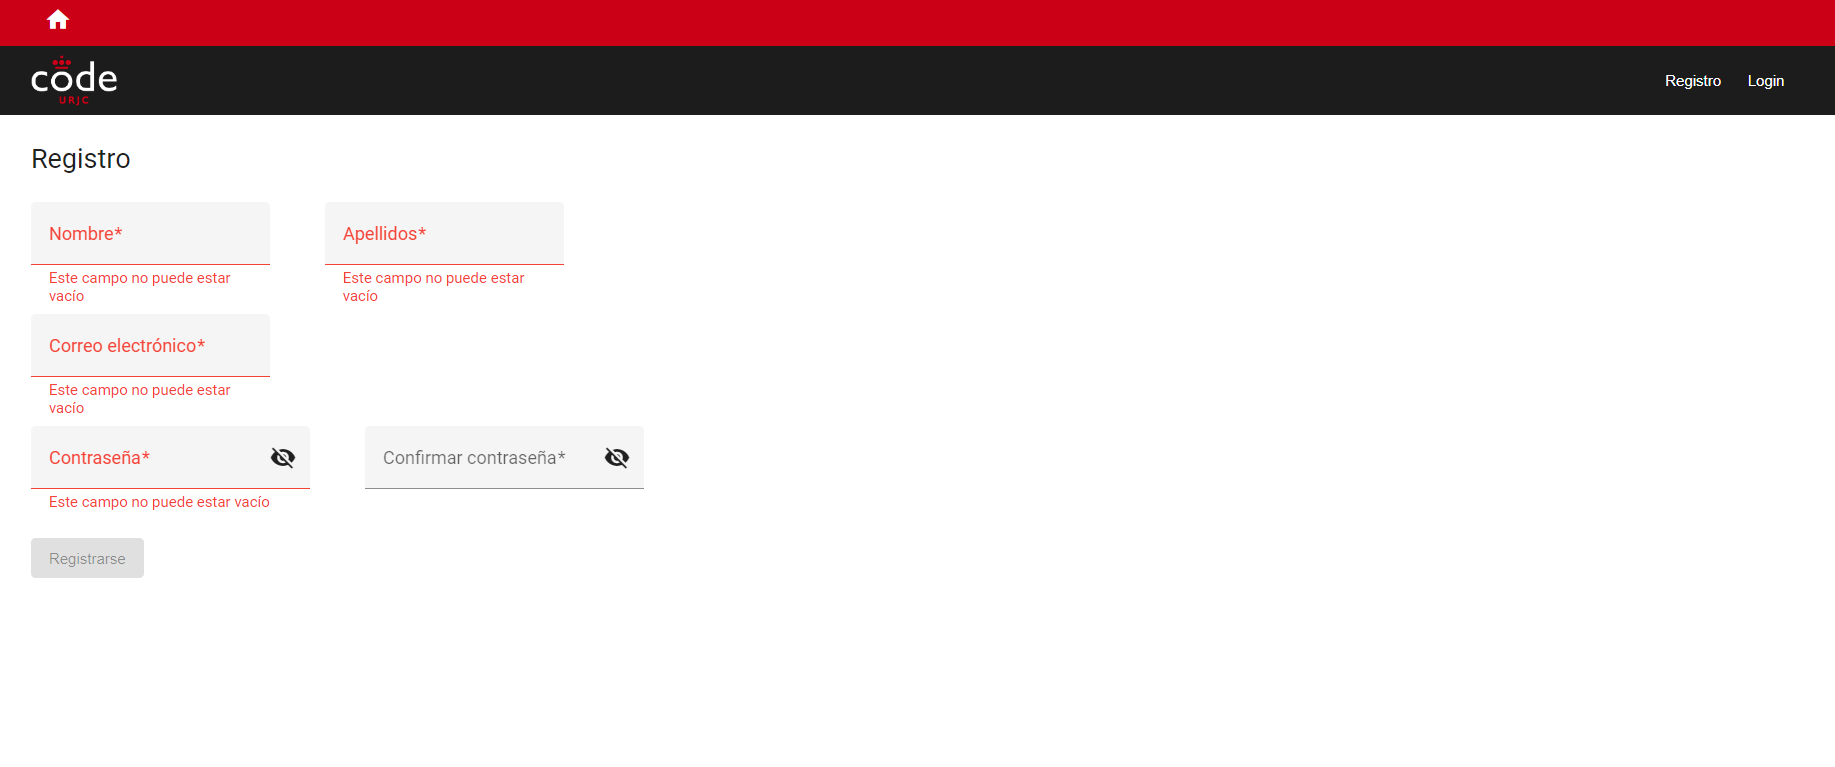 code
URJC
Registro Login
Registro
Nombre* Apellidos*
Este campo no puede estar
vacío
Este campo no puede estar
vacío
Correo electrónico*
Este campo no puede estar
vacío
Contraseña* Confirmar contraseña*
Este campo no puede estar vacío
Registrarse